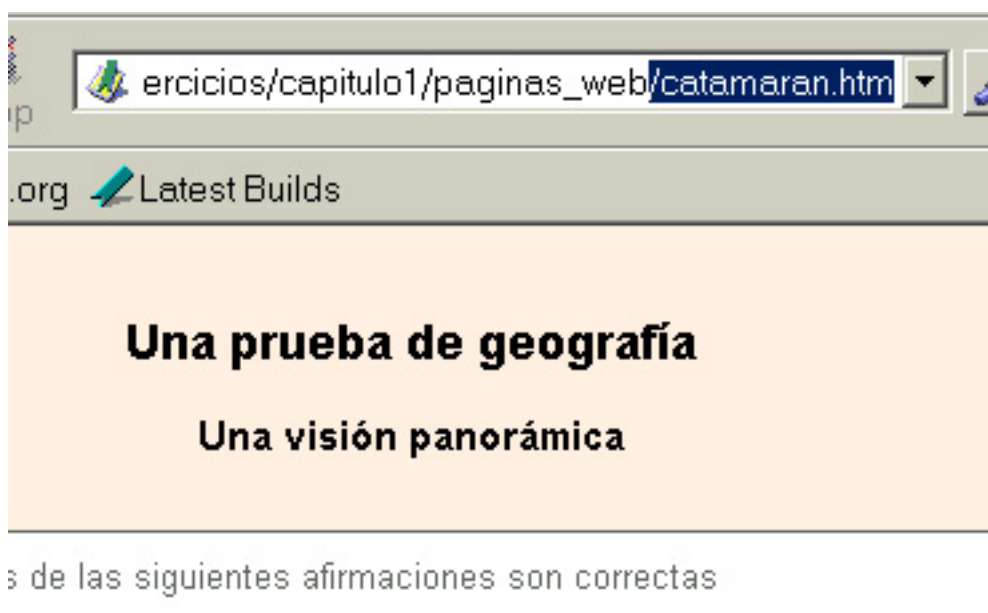 ercicios/capitulo1/paginas_web/catamaran.htm
op
.org Latest Builds
Una prueba de geografía
Una visión panorámica
s de las siguientes afirmaciones son correctas